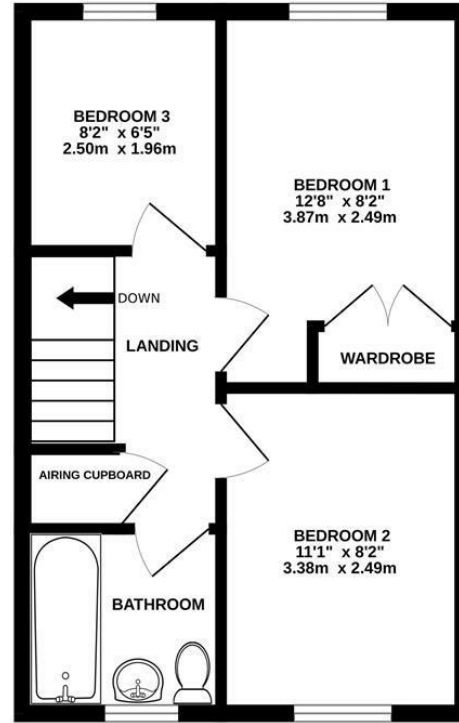 BEDROOM 3
8'2" x 6'5"
2.50m x 1.96m
BEDROOM 1
12'8" x 8'2"
3.87m x 2.49m
DOWN
LANDING
WARDROBE
AIRING CUPBOARD
BEDROOM 2
11'1" x 8'2"
3.38m x 2.49m
BATHROOM